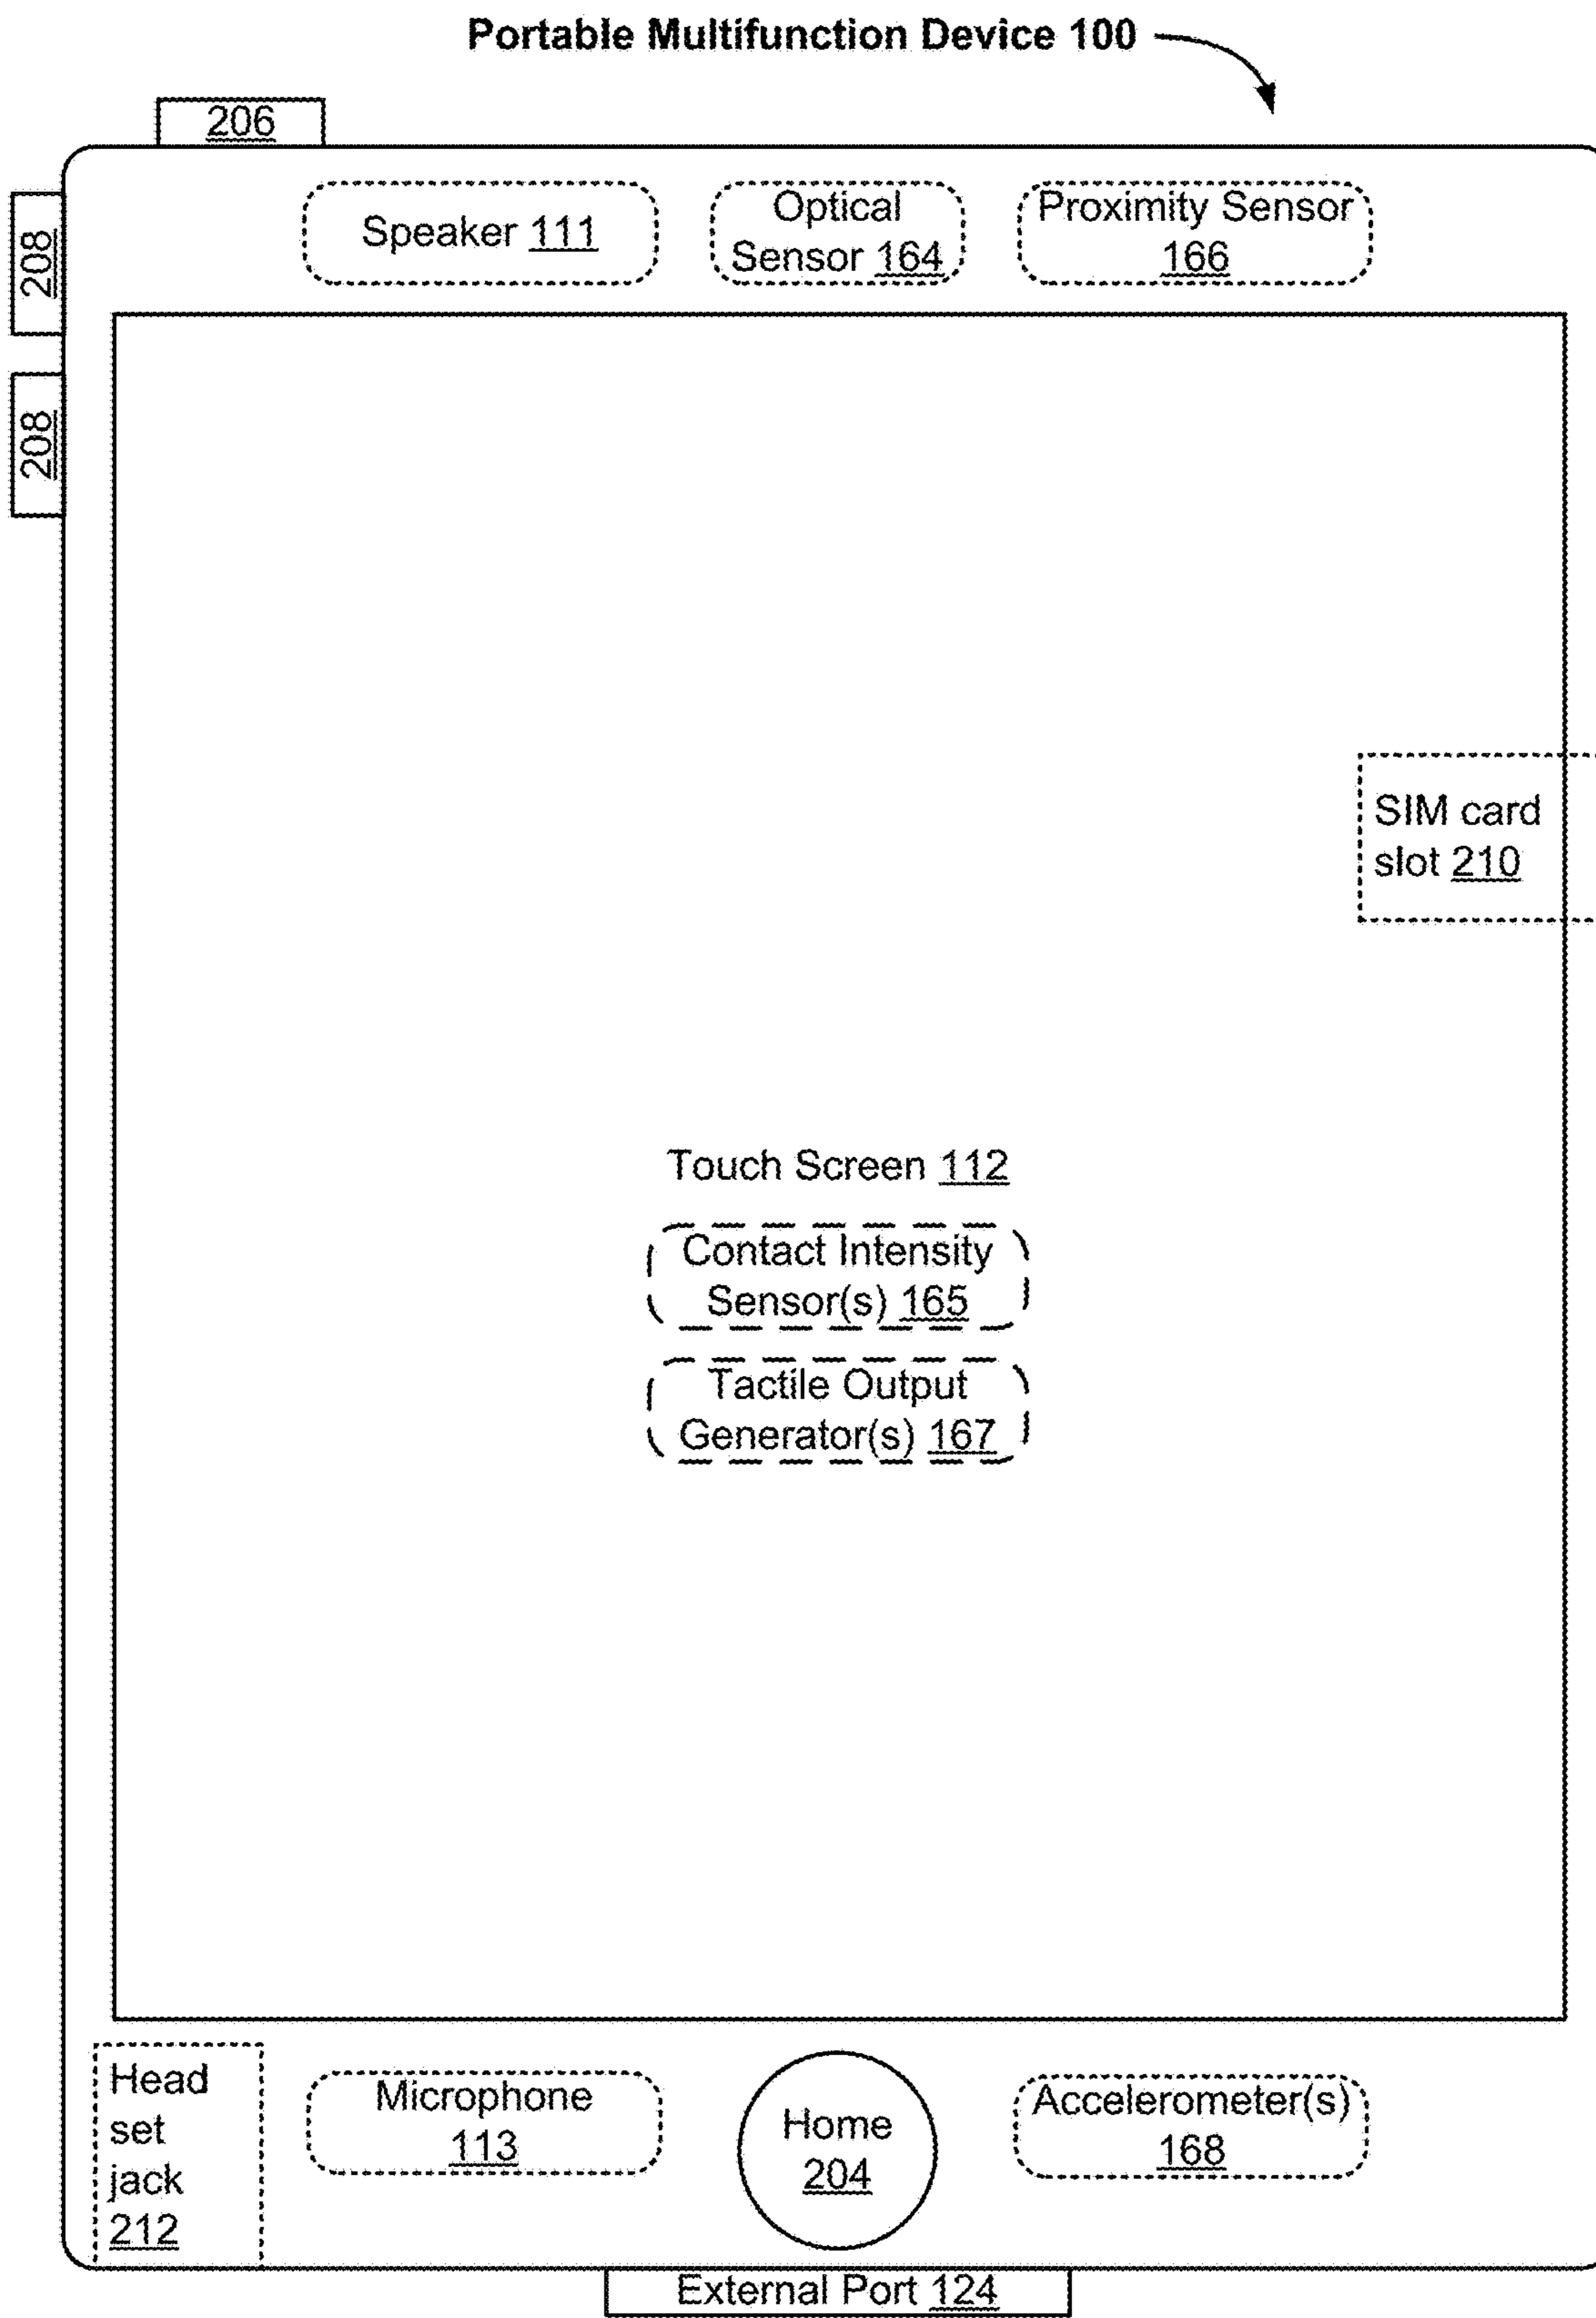 Portable Multifunction Device 100
206
208
208
Speaker 111
Optical
Sensor 164
Proximity Sensor
166
SIM card
slot 210
Touch Screen 112
Contact Intensity
Sensor(s) 165
Tactile Output
Generator(s) 167
Head
set
jack
212
Microphone
113
Home
204
Accelerometer(s)
168
External Port 124